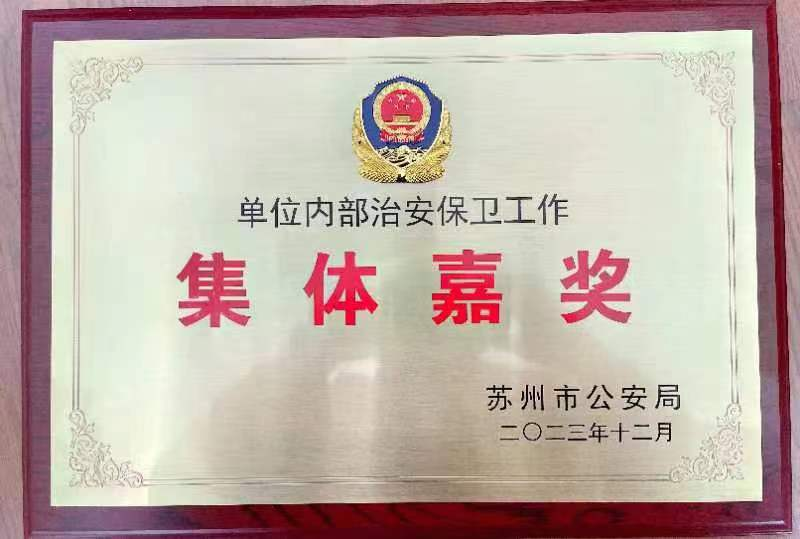 单位内部治安保卫工作
集体嘉奖
苏州市公安局
二〇二三年十二月